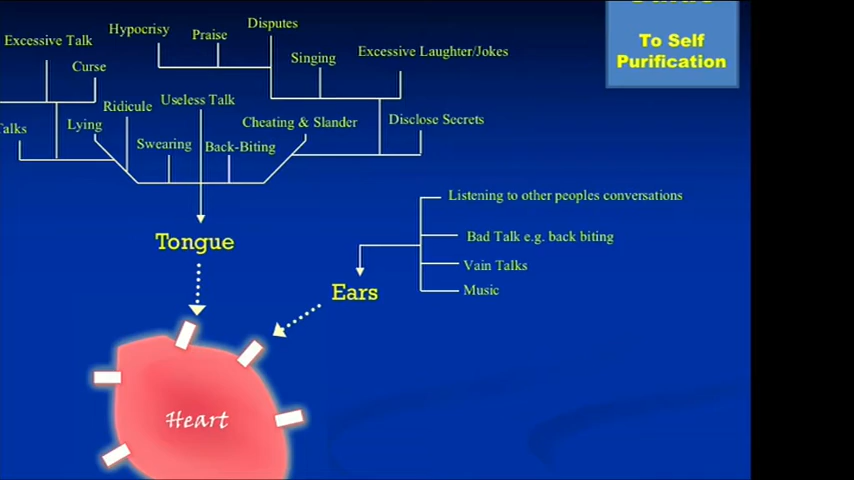 To Self
Purification
Disputes
Hypocrisy
Praise
Excessive Talk
Singing
Excessive Laughter/Jokes
Curse
Ridicule
Useless Talk
Talks
Lying
Cheating & Slander
Disclose Secrets
Swearing
Back-Biting
Listening to other peoples conversations
Tongue
Bad Talk e.g. back biting
Vain Talks
Ears
Music
Heart